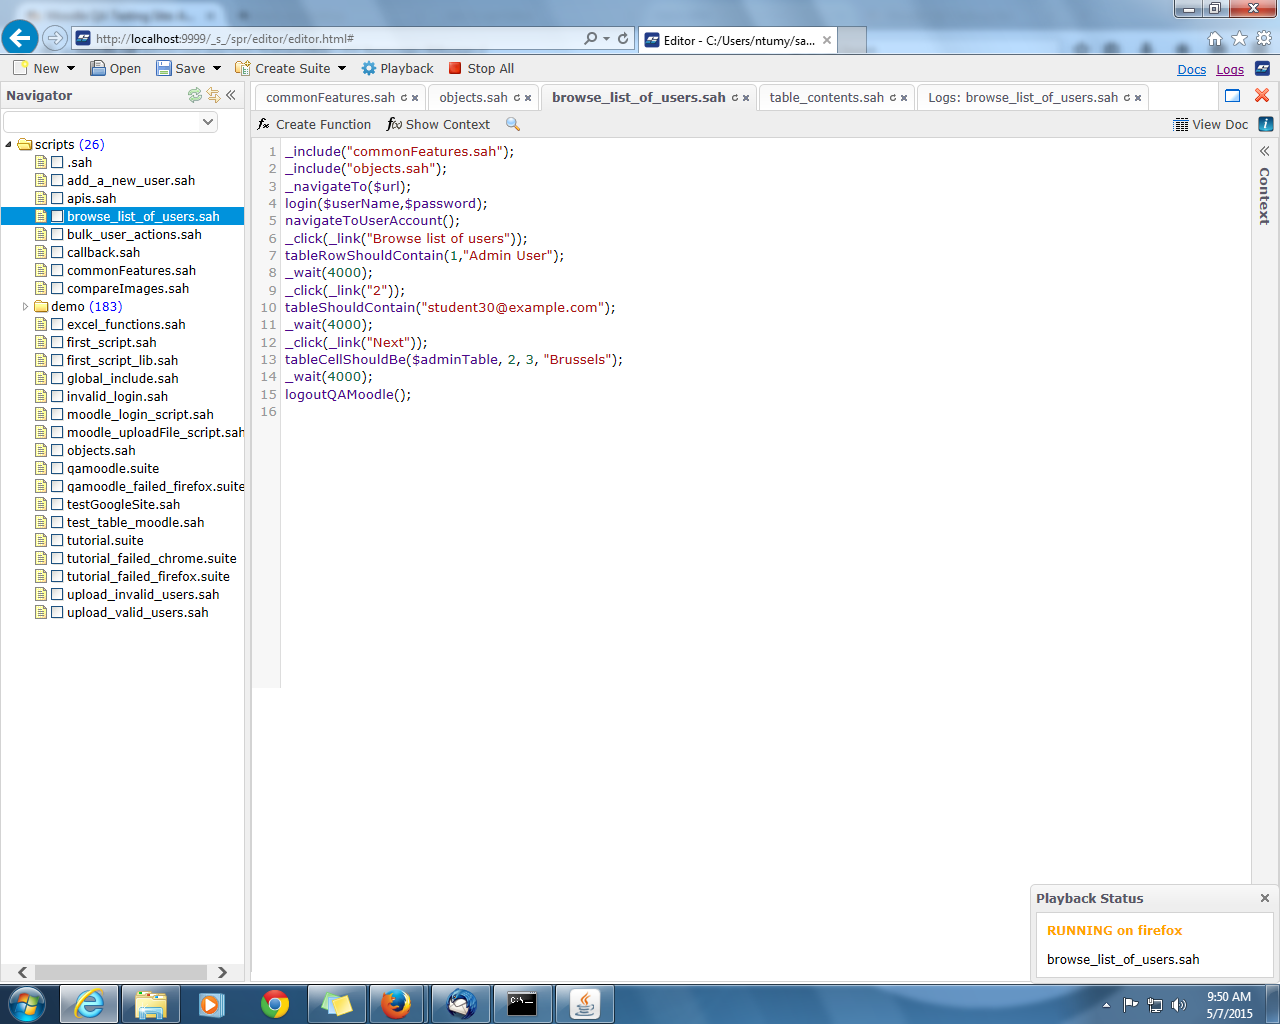 http://localhost:9999/_s_/spr/editor/editor.html#
Editor - C:/Users/ntumy/sa...
New Open Save Create Suite Playback Stop All Docs Logs
Navigator
commonFeatures.sah objects.sah browse_list_of_users.sah table_contents.sah Logs: browse_list_of_users.sah
Create Function Show Context View Doc
scripts (26)
.sah
add_a_new_user.sah
apis.sah
browse_list_of_users.sah
bulk_user_actions.sah
callback.sah
commonFeatures.sah
compareImages.sah
demo (183)
excel_functions.sah
first_script.sah
first_script_lib.sah
global_include.sah
invalid_login.sah
moodle_login_script.sah
moodle_uploadFile_script.sah
objects.sah
qamoodle.suite
qamoodle_failed_firefox.suite
testGoogleSite.sah
test_table_moodle.sah
tutorial.suite
tutorial_failed_chrome.suite
tutorial_failed_firefox.suite
upload_invalid_users.sah
upload_valid_users.sah
1 _include("commonFeatures.sah");
2 _include("objects.sah");
3 _navigateTo($url);
4 login($userName,$password);
5 navigateToUserAccount();
6 _click(_link("Browse list of users"));
7 tableRowShouldContain(1,"Admin User");
8 _wait(4000);
9 _click(_link("2"));
10 tableShouldContain("student30@example.com");
11 _wait(4000);
12 _click(_link("Next"));
13 tableCellShouldBe($adminTable, 2, 3, "Brussels");
14 _wait(4000);
15 logoutQAMoodle();
16
Context
Playback Status
RUNNING on firefox
browse_list_of_users.sah
9:50 AM
5/7/2015